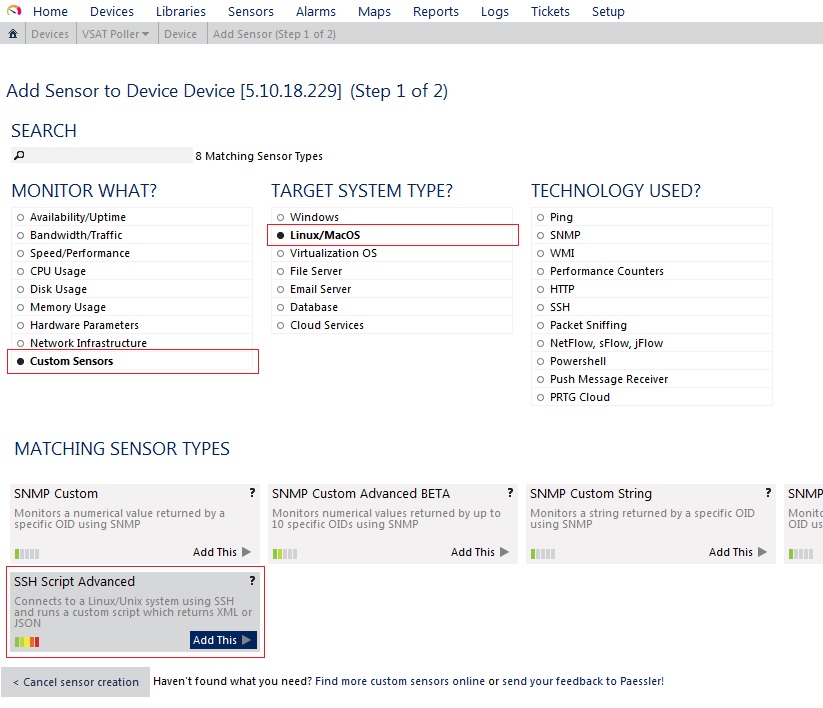 Home Devices Libraries Sensors Alarms Maps Reports Logs Tickets Setup
Devices VSAT Poller Device Add Sensor (Step 1 of 2)
Add Sensor to Device Device [5.10.18.229] (Step 1 of 2)
SEARCH
8 Matching Sensor Types
MONITOR WHAT?
Availability/Uptime
Bandwidth/Traffic
Speed/Performance
CPU Usage
Disk Usage
Memory Usage
Hardware Parameters
Network Infrastructure
Custom Sensors
TARGET SYSTEM TYPE?
Windows
Linux/MacOS
Virtualization OS
File Server
Email Server
Database
Cloud Services
TECHNOLOGY USED?
Ping
SNMP
WMI
Performance Counters
HTTP
SSH
Packet Sniffing
NetFlow, sFlow, jFlow
Powershell
Push Message Receiver
PRTG Cloud
MATCHING SENSOR TYPES
SNMP Custom ?
Monitors a numerical value returned by a
specific OID using SNMP
Add This
SNMP Custom Advanced BETA ?
Monitors numerical values returned by up to
10 specific OIDs using SNMP
Add This
SNMP Custom String ?
Monitors a string returned by a specific OID
using SNMP
Add This
SNMP
Monito
OID us
SSH Script Advanced ?
Connects to a Linux/Unix system using SSH
and runs a custom script which returns XML or
JSON
Add This
< Cancel sensor creation
Haven't found what you need? Find more custom sensors online or send your feedback to Paessler!